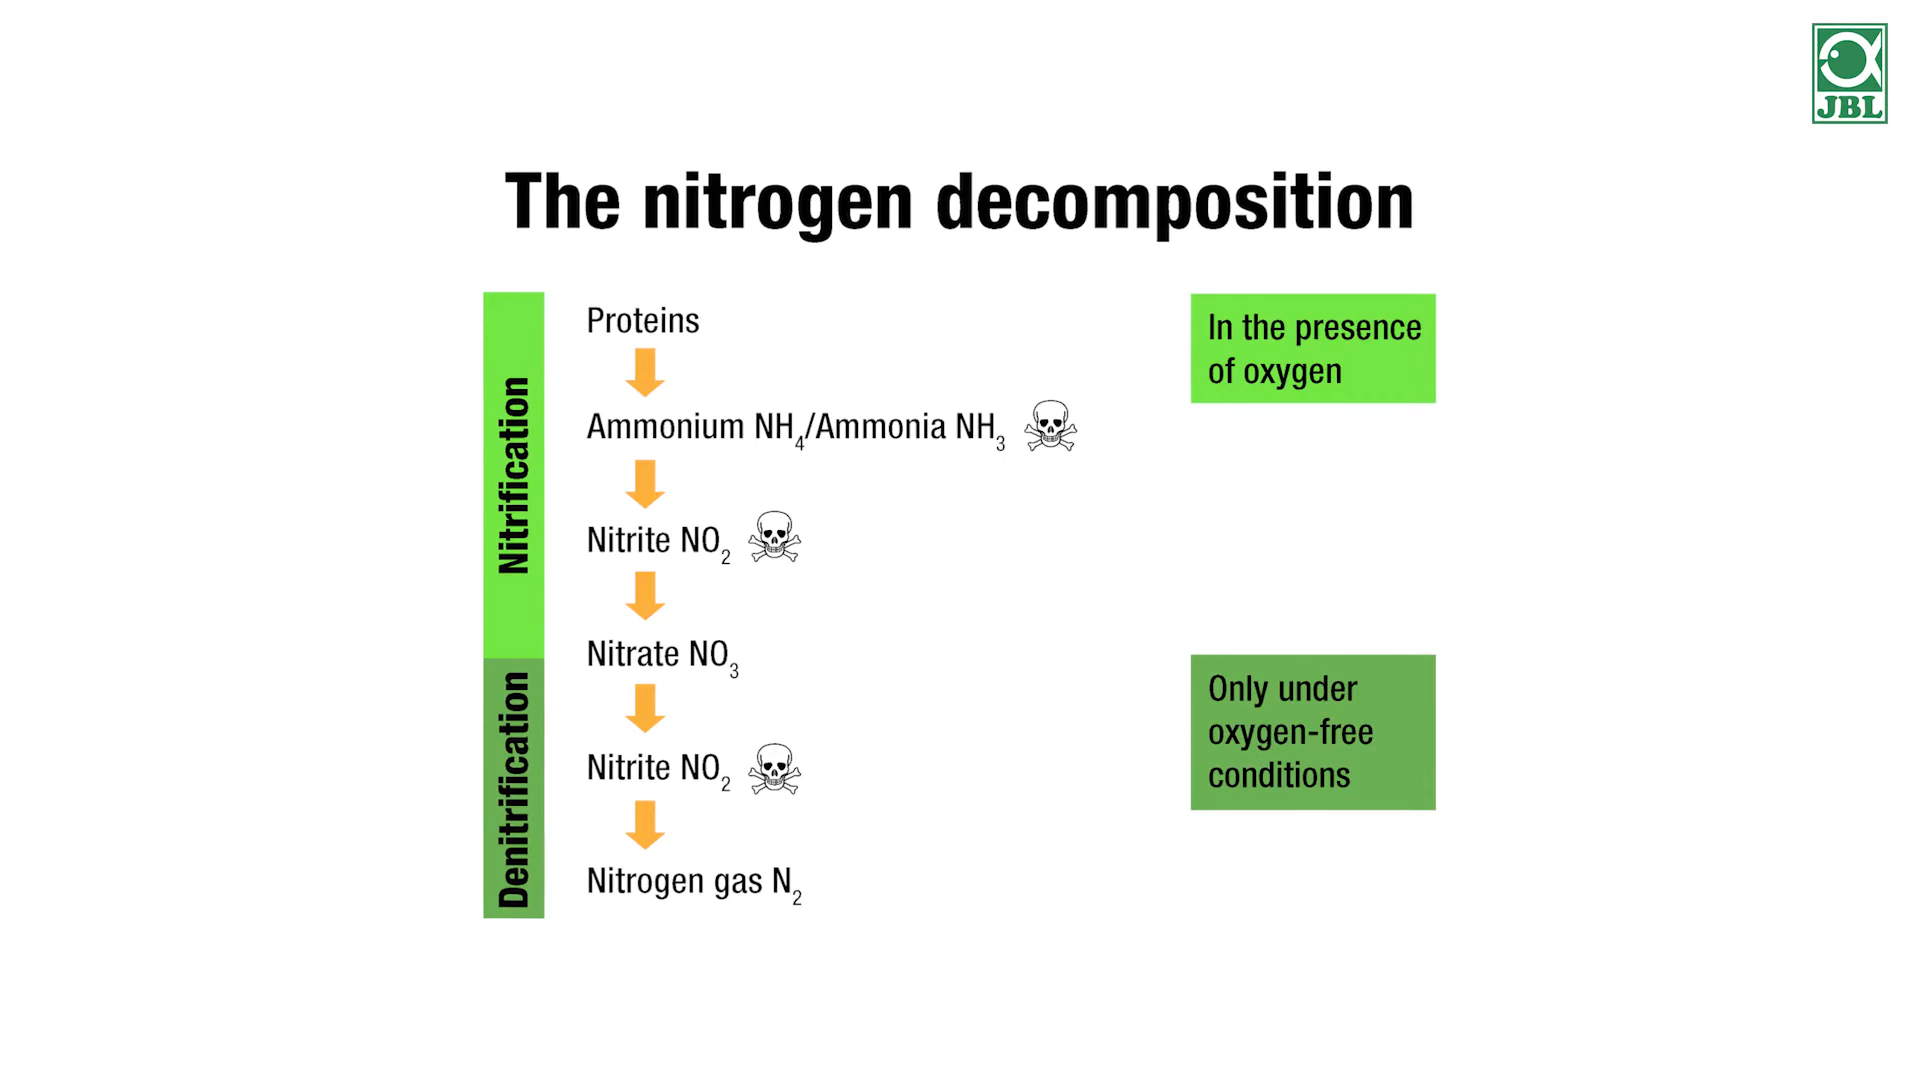 JBL
The nitrogen decomposition
Nitrification
Proteins
Ammonium NH₄/Ammonia NH₃
Nitrite NO₂
Nitrate NO₃
Denitrification
Nitrite NO₂
Nitrogen gas N₂
In the presence
of oxygen
Only under
oxygen-free
conditions